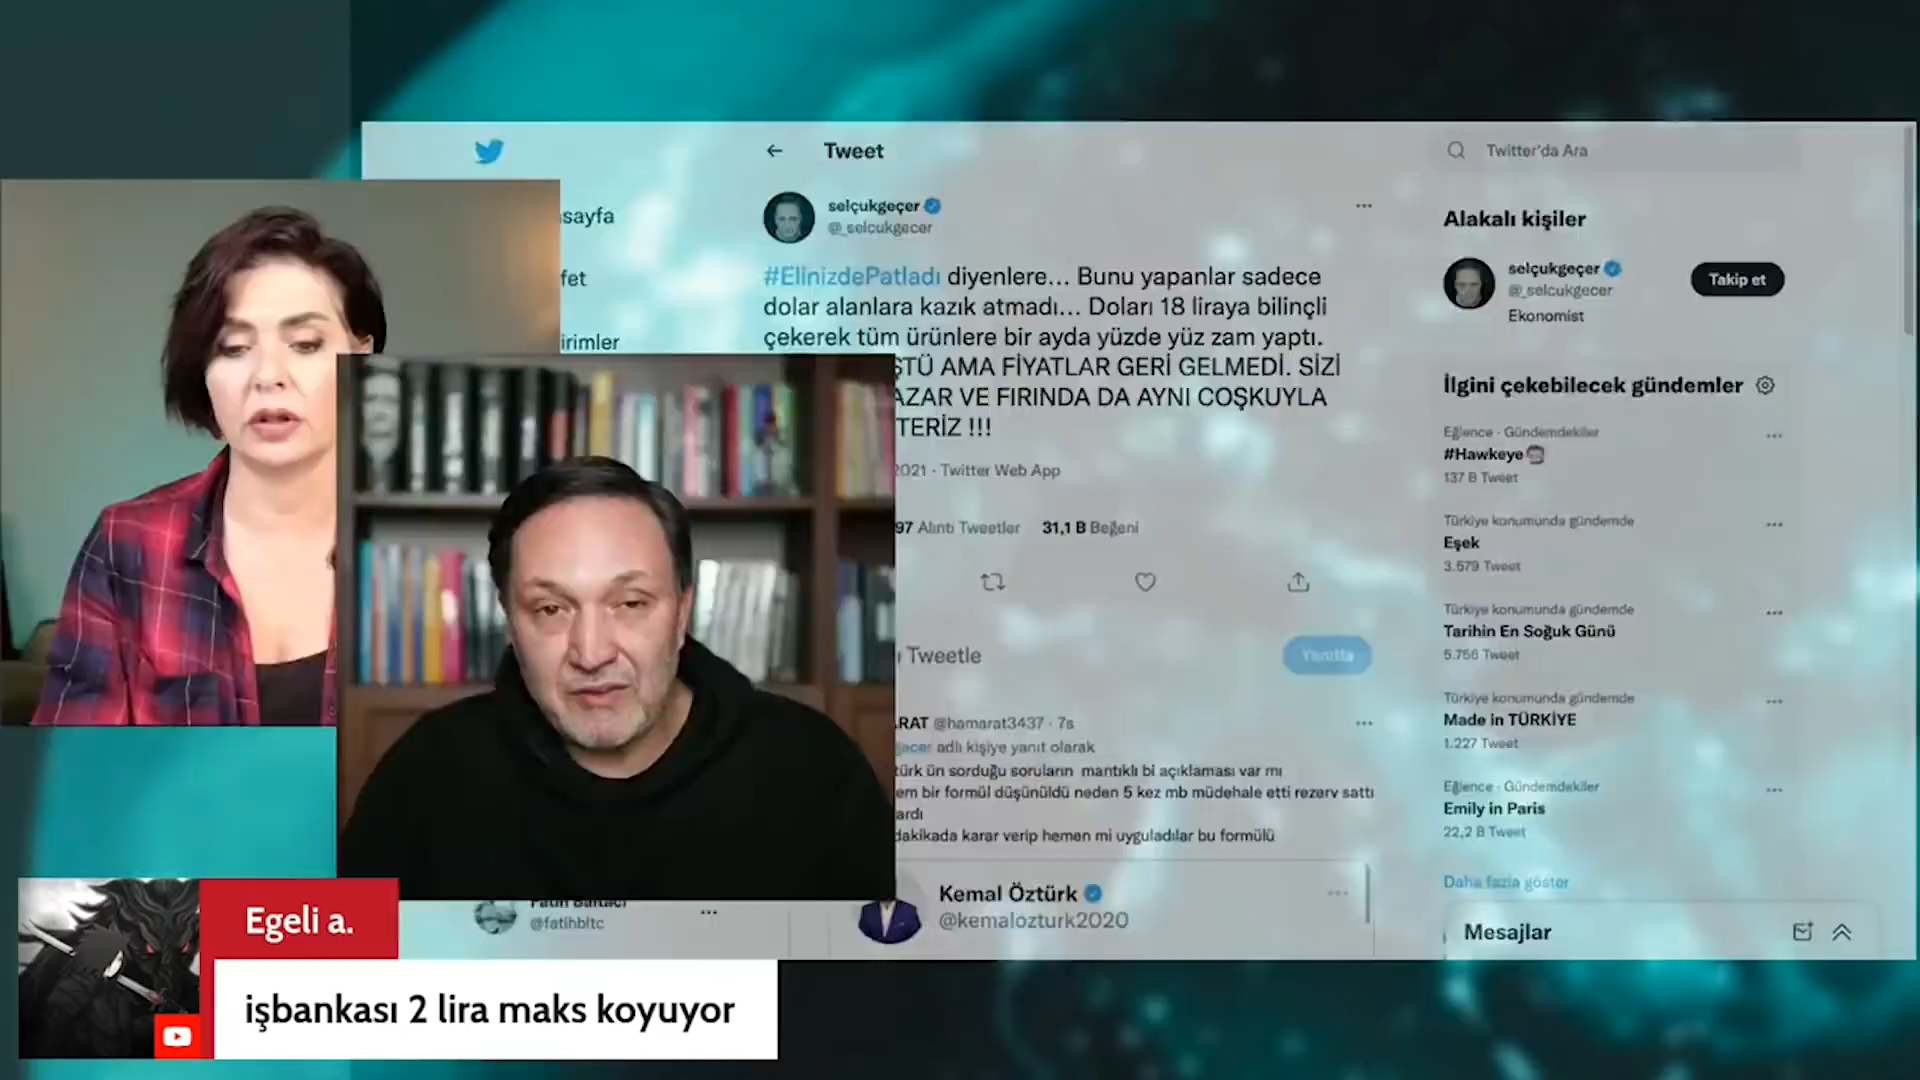 Tweet
Twitter'da Ara
selçukgeçer
@_selcukgecer
#ElinizdePatladı diyenlere... Bunu yapanlar sadece
dolar alanlara kazık atmadı... Doları 18 liraya bilinçli
çekerek tüm ürünlere bir ayda yüzde yüz zam yaptı.
ŞTÜ AMA FİYATLAR GERİ GELMEDİ. SİZİ
AZAR VE FIRINDA DA AYNI COŞKUYLA
TERİZ !!!
2021 · Twitter Web App
97 Alıntı Tweetler 31,1 B Beğeni
ı Tweetle
Yanıtla
RAT @hamarat3437 · 7s
geçer adlı kişiye yanıt olarak
türk ün sorduğu soruların mantıklı bi açıklaması var mı
em bir formül düşünüldü neden 5 kez mb müdehale etti rezerv sattı
ardı
dakikada karar verip hemen mi uyguladılar bu formülü
Kemal Öztürk
@kemalozturk2020
sayfa
fet
irimler
Fatih Baltacı
@fatihbltc
Alakalı kişiler
selçukgeçer
@_selcukgecer
Ekonomist
Takip et
İlgini çekebilecek gündemler
Eğlence · Gündemdekiler
#Hawkeye
137 B Tweet
Türkiye konumunda gündemde
Eşek
3.579 Tweet
Türkiye konumunda gündemde
Tarihin En Soğuk Günü
5.756 Tweet
Türkiye konumunda gündemde
Made in TÜRKİYE
1.227 Tweet
Eğlence · Gündemdekiler
Emily in Paris
22,2 B Tweet
Daha fazla göster
Mesajlar
Egeli a.
işbankası 2 lira maks koyuyor